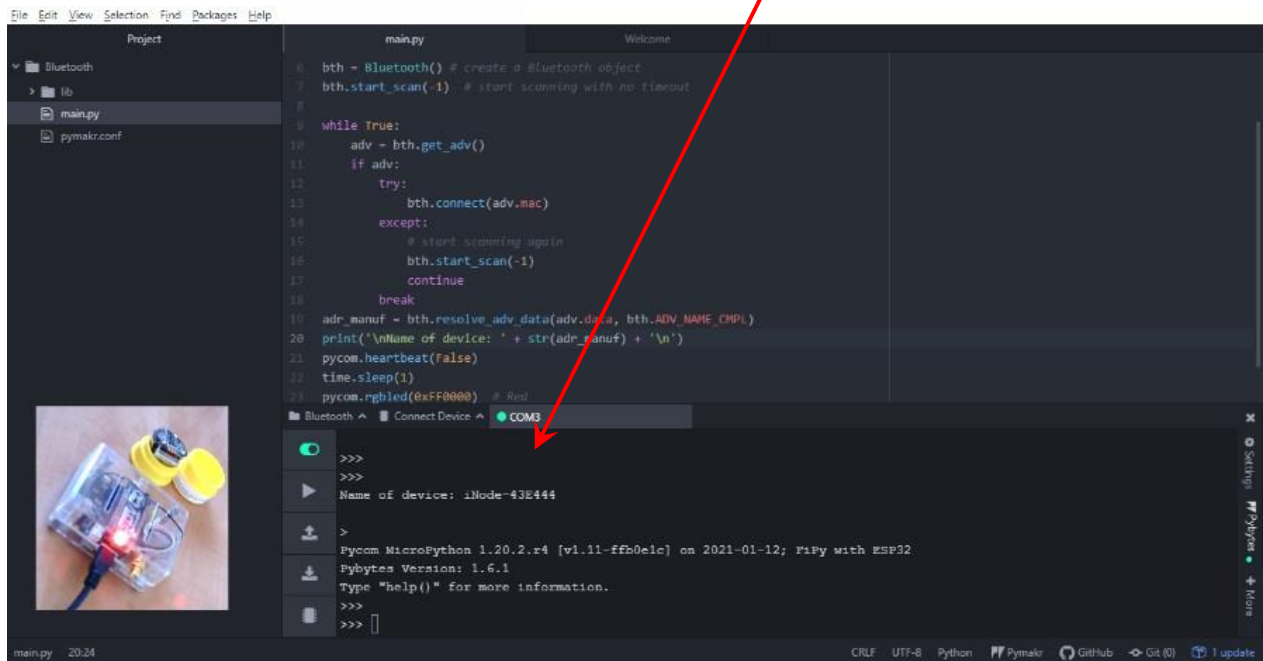 File Edit View Selection Find Packages Help
Project
main.py
Welcome
Bluetooth
lib
main.py
pymakr.conf
6 bth = Bluetooth() # create a Bluetooth object
7 bth.start_scan(-1) # start scanning with no timeout
8
9 while True:
10 adv = bth.get_adv()
11 if adv:
12 try:
13 bth.connect(adv.mac)
14 except:
15 # start scanning again
16 bth.start_scan(-1)
17 continue
18 break
19 adr_manuf = bth.resolve_adv_data(adv.data, bth.ADV_NAME_CMPL)
20 print('\nName of device: ' + str(adr_manuf) + '\n')
21 pycom.heartbeat(False)
22 time.sleep(1)
23 pycom.rgbled(0xFF0000) # Red
Bluetooth Connect Device COM3
>>>
>>>
Name of device: iNode-43E444
>
Pycom MicroPython 1.20.2.r4 [v1.11-ffb0e1c] on 2021-01-12; FiPy with ESP32
Pybytes Version: 1.6.1
Type "help()" for more information.
>>>
>>>
Settings
Pybytes
More
main.py 20:24
CRLF UTF-8 Python Pymakr GitHub Git (0) 1 update